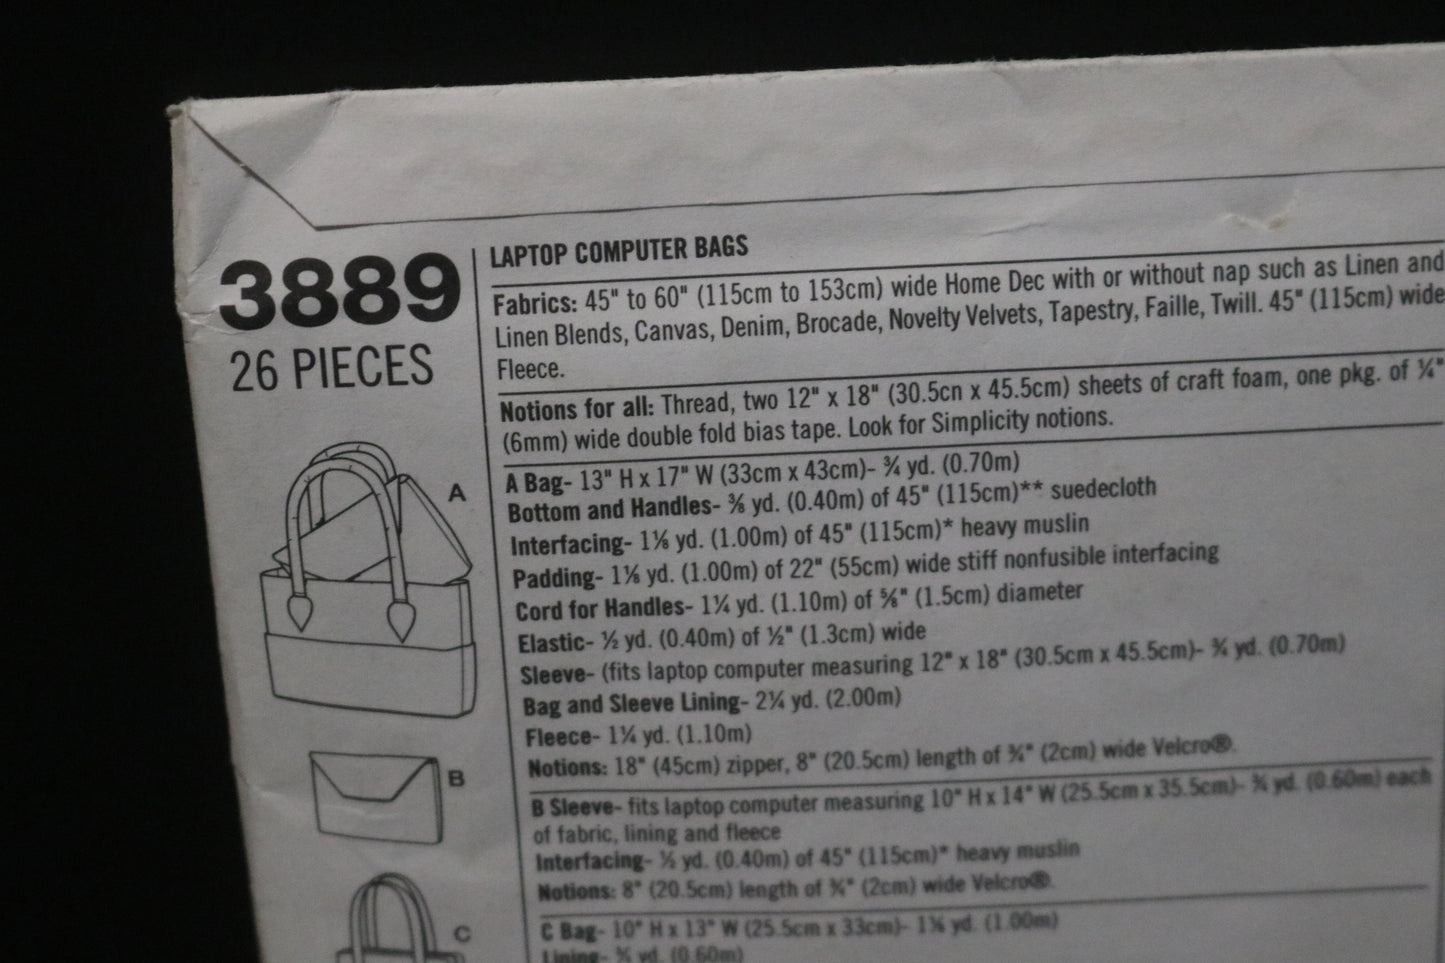 3889
26 PIECES
LAPTOP COMPUTER BAGS
Fabrics: 45" to 60" (115cm to 153cm) wide Home Dec with or without nap such as Linen and
Linen Blends, Canvas, Denim, Brocade, Novelty Velvets, Tapestry, Faille, Twill. 45" (115cm) wide
Fleece.
Notions for all: Thread, two 12" x 18" (30.5cn x 45.5cm) sheets of craft foam, one pkg. of ¼"
(6mm) wide double fold bias tape. Look for Simplicity notions.
A Bag- 13" H x 17" W (33cm x 43cm)- ¾ yd. (0.70m)
Bottom and Handles- ⅜ yd. (0.40m) of 45" (115cm)** suedecloth
Interfacing- 1⅛ yd. (1.00m) of 45" (115cm)* heavy muslin
Padding- 1⅛ yd. (1.00m) of 22" (55cm) wide stiff nonfusible interfacing
Cord for Handles- 1¼ yd. (1.10m) of ⅝" (1.5cm) diameter
Elastic- ½ yd. (0.40m) of ½" (1.3cm) wide
Sleeve- (fits laptop computer measuring 12" x 18" (30.5cm x 45.5cm)- ¾ yd. (0.70m)
Bag and Sleeve Lining- 2¼ yd. (2.00m)
Fleece- 1¼ yd. (1.10m)
Notions: 18" (45cm) zipper, 8" (20.5cm) length of ¾" (2cm) wide Velcro®.
B Sleeve- fits laptop computer measuring 10" H x 14" W (25.5cm x 35.5cm)- yd. (0.60m) each
of fabric, lining and fleece
Interfacing- yd. (0.40m) of 45" (115cm)* heavy muslin
Notions: 8" (20.5cm) length of ¾" (2cm) wide Velcro®.
C Bag- 10" H x 13" W (25.5cm x 33cm)- 1⅛ yd. (1.00m)
Lining- yd. (0.60m)
A
B
C